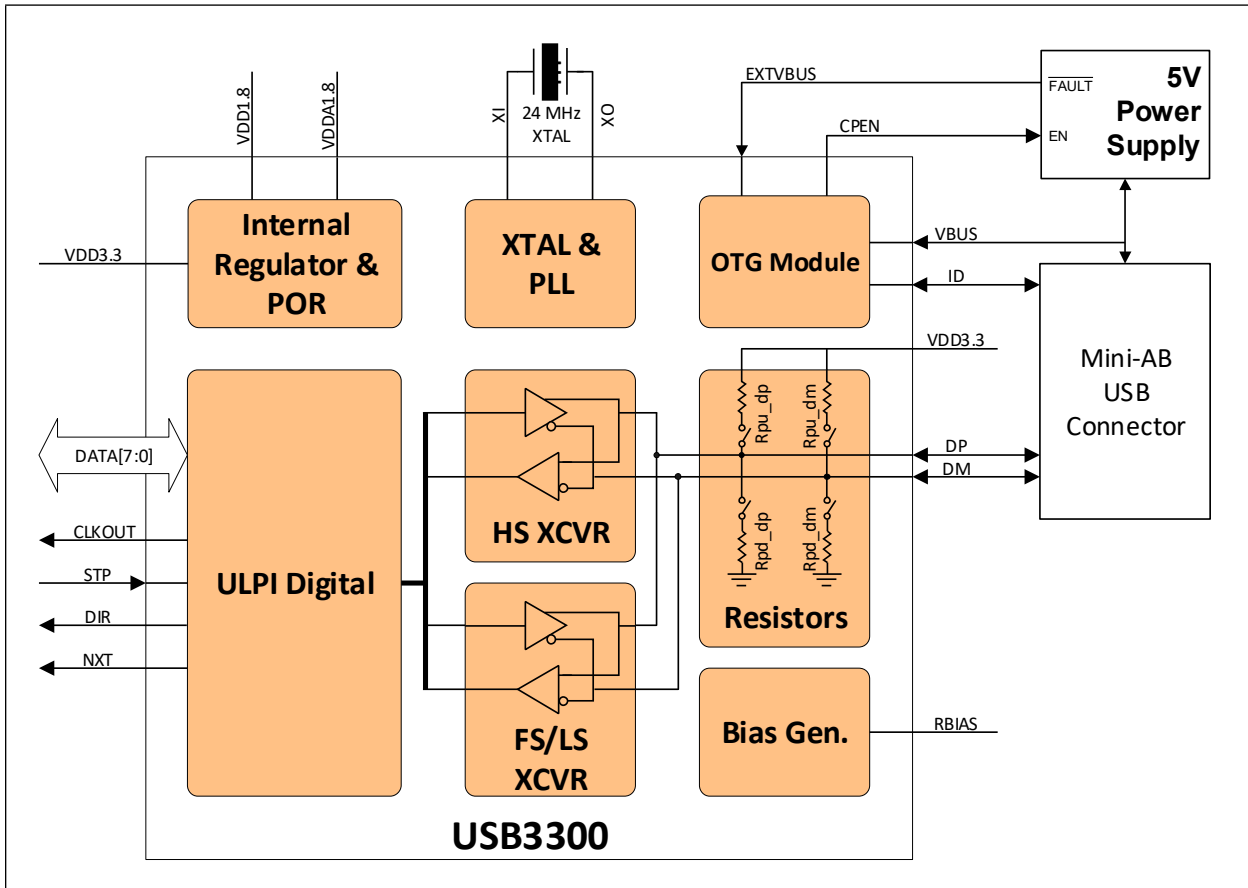 EXTVBUS
FAULT
5V
Power
Supply
CPEN
EN
VDD1.8
VDDA1.8
XI
24 MHz
XTAL
XO
Internal
Regulator &
POR
VDD3.3
XTAL &
PLL
OTG Module
VBUS
ID
VDD3.3
Mini-AB
USB
Connector
Rpu_dp
Rpu_dm
DP
DM
Rpd_dp
Rpd_dm
Resistors
HS XCVR
DATA[7:0]
CLKOUT
STP
DIR
NXT
ULPI Digital
FS/LS
XCVR
Bias Gen.
RBIAS
USB3300